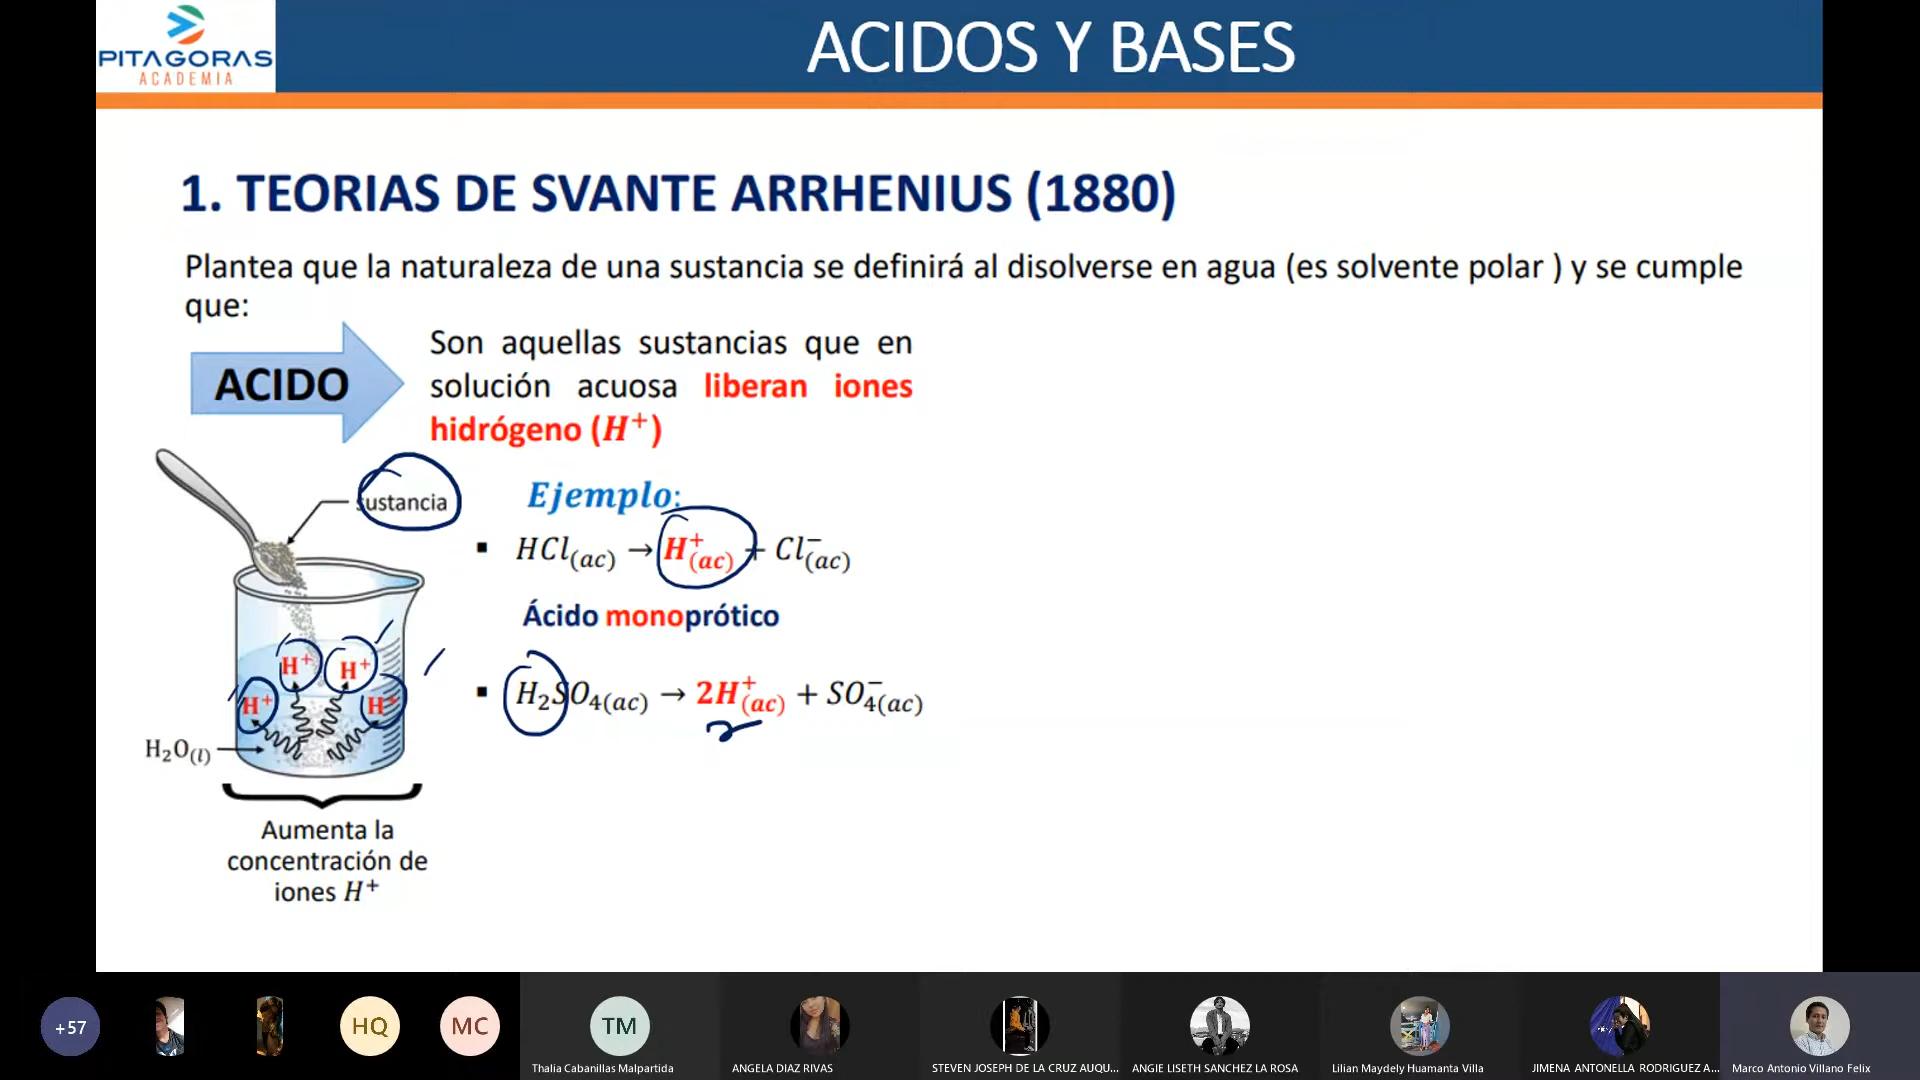 PITAGORAS
ACADEMIA
ACIDOS Y BASES
1. TEORIAS DE SVANTE ARRHENIUS (1880)
Plantea que la naturaleza de una sustancia se definirá al disolverse en agua (es solvente polar ) y se cumple
que:
ACIDO
Son aquellas sustancias que en
solución acuosa liberan iones
hidrógeno (H⁺)
sustancia
Ejemplo:
▪ HCl(ac) → H⁺(ac) + Cl⁻(ac)
Ácido monoprótico
▪ H₂SO₄(ac) → 2H⁺(ac) + SO₄⁻(ac)
2
H⁺ H⁺
H⁺ H⁺
H₂O(l)
Aumenta la
concentración de
iones H⁺
+57
HQ
MC
TM
Thalia Cabanillas Malpartida
ANGELA DIAZ RIVAS
STEVEN JOSEPH DE LA CRUZ AUQU...
ANGIE LISETH SANCHEZ LA ROSA
Lilian Maydely Huamanta Villa
JIMENA ANTONELLA RODRIGUEZ A...
Marco Antonio Villano Felix